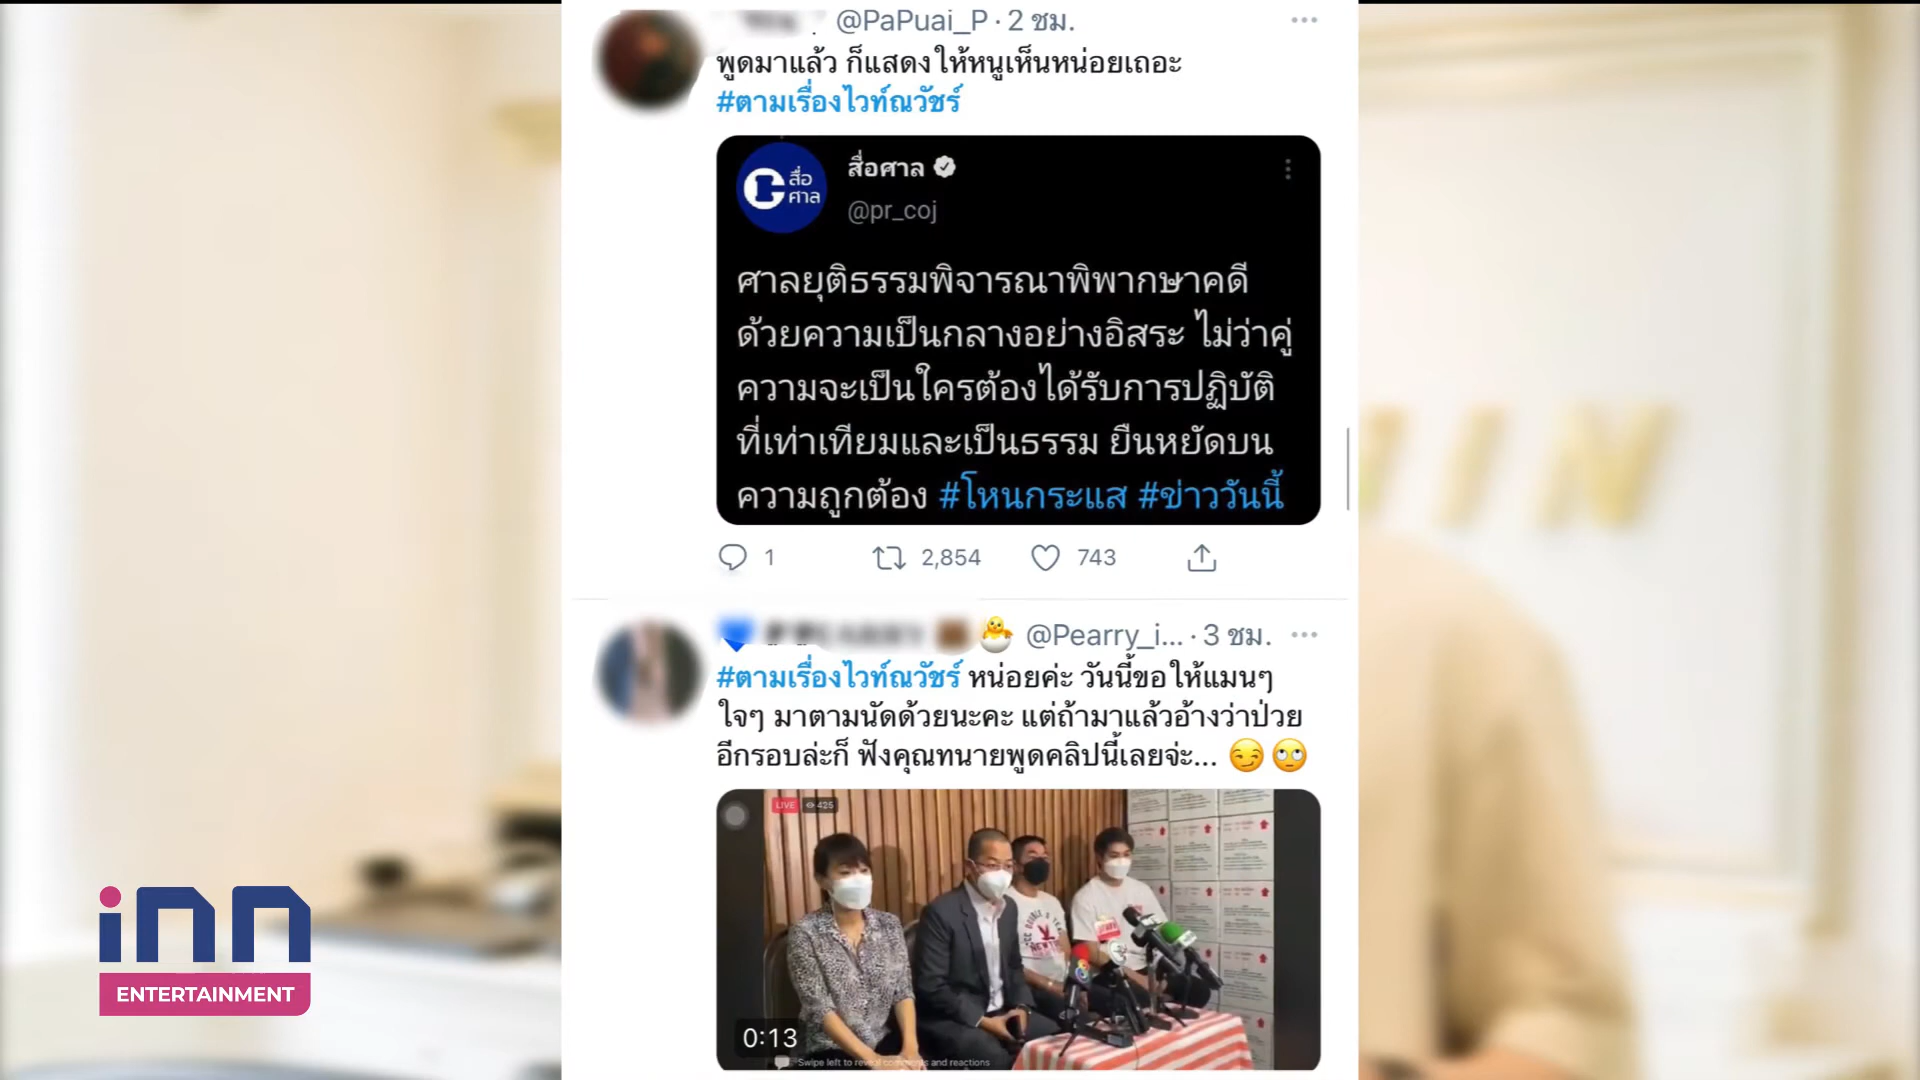 @PaPuai_P · 2 ชม.
พูดมาแล้ว ก็แสดงให้หนูเห็นหน่อยเถอะ
#ตามเรื่องไวท์ณวัชร์
สื่อศาล
สื่อศาล
@pr_coj
ศาลยุติธรรมพิจารณาพิพากษาคดี
ด้วยความเป็นกลางอย่างอิสระ ไม่ว่าคู่
ความจะเป็นใครต้องได้รับการปฏิบัติ
ที่เท่าเทียมและเป็นธรรม ยืนหยัดบน
ความถูกต้อง #โหนกระแส #ข่าววันนี้
1 2,854 743
@Pearry_i... · 3 ชม.
#ตามเรื่องไวท์ณวัชร์ หน่อยค่ะ วันนี้ขอให้แมนๆ
ใจๆ มาตามนัดด้วยนะคะ แต่ถ้ามาแล้วอ้างว่าป่วย
อีกรอบล่ะก็ ฟังคุณทนายพูดคลิปนี้เลยจ่ะ... 😏 🙄
LIVE 425
0:13
Swipe left to reveal comments and reactions
inn
ENTERTAINMENT
IN